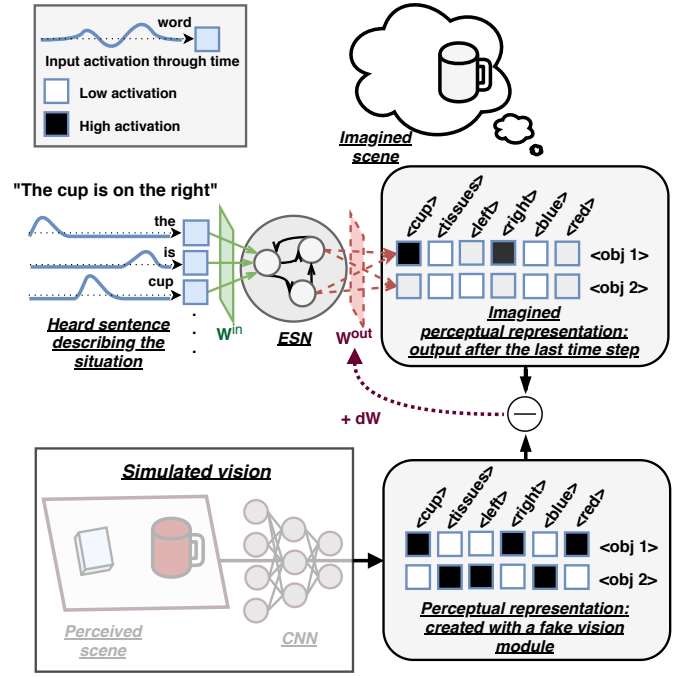 word
Input activation through time
Low activation
High activation
Imagined
scene
"The cup is on the right"
the
is
cup
.
.
.
Heard sentence
describing the
situation
W^in
ESN
W^out
<cup>
<tissues>
<left>
<right>
<blue>
<red>
<obj 1>
<obj 2>
Imagined
perceptual representation:
output after the last time step
+ dW
Simulated vision
Perceived
scene
CNN
<cup>
<tissues>
<left>
<right>
<blue>
<red>
<obj 1>
<obj 2>
Perceptual representation:
created with a fake vision
module